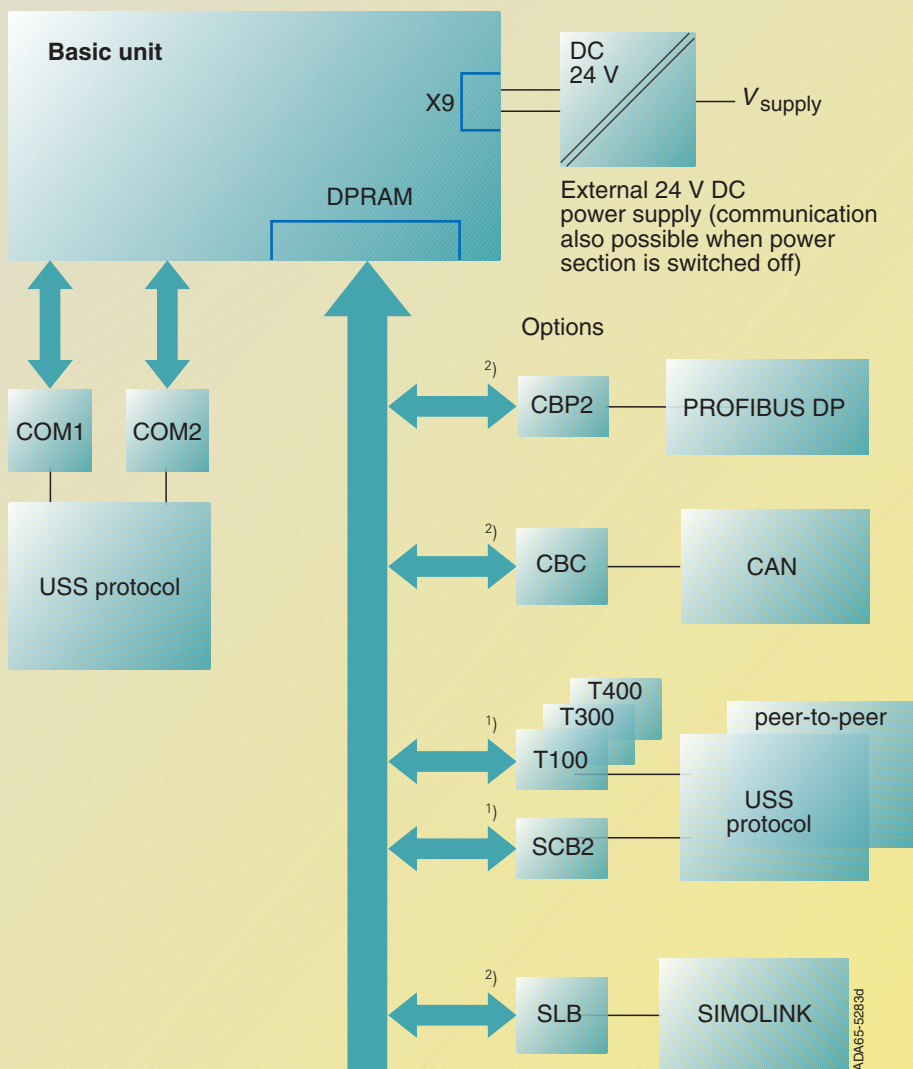 Basic unit
X9
DC
24 V
V supply
DPRAM
External 24 V DC
power supply (communication
also possible when power
section is switched off)
Options
COM1
COM2
USS protocol
2)
CBP2
PROFIBUS DP
2)
CBC
CAN
T400
T300
1)
T100
peer-to-peer
USS
protocol
1)
SCB2
2)
SLB
SIMOLINK
ADA65-5283d